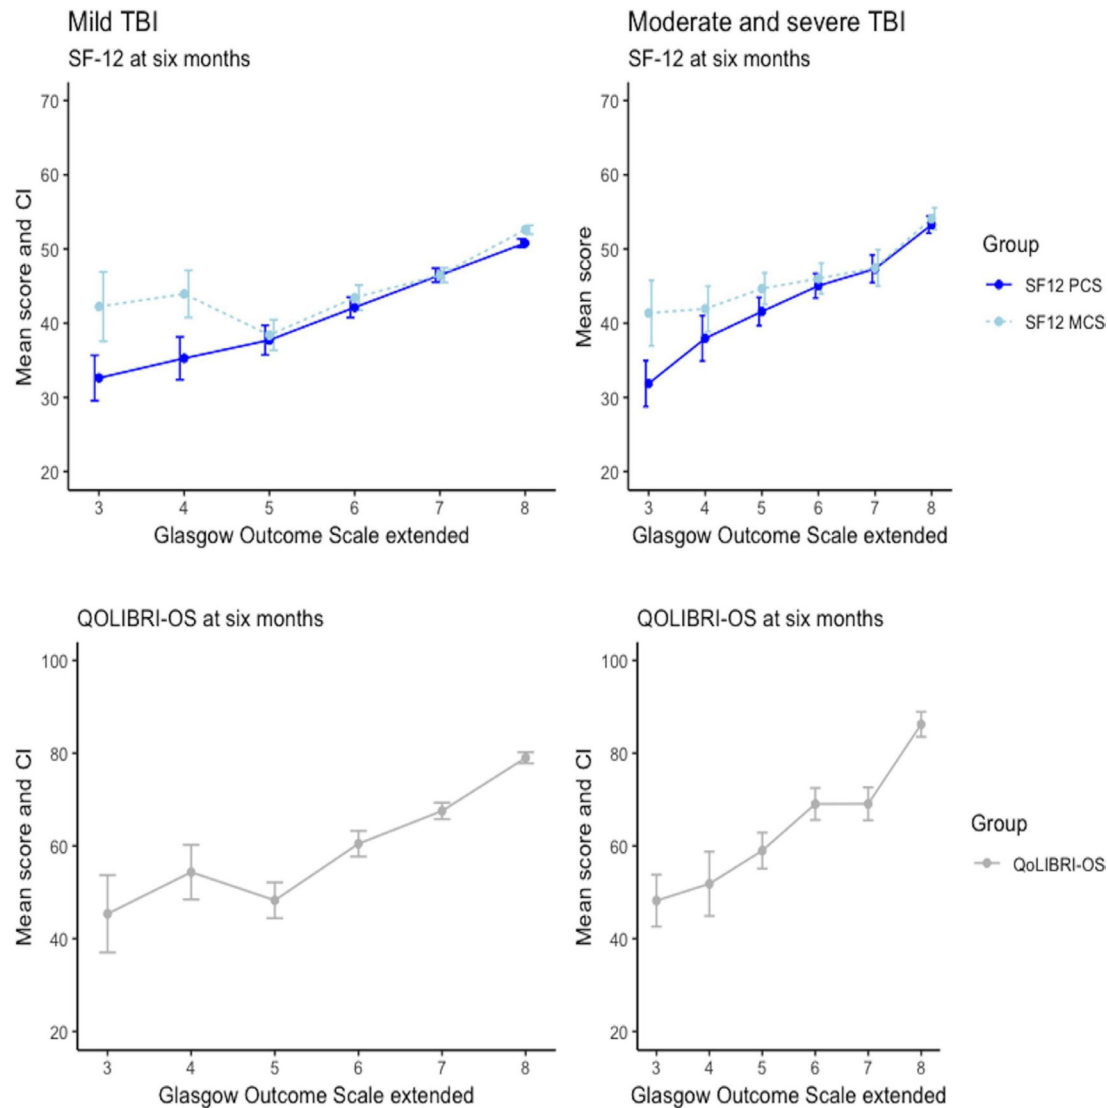 Mild TBI
SF-12 at six months
Mean score and CI
70
60
50
40
30
20
3 4 5 6 7 8
Glasgow Outcome Scale extended
Moderate and severe TBI
SF-12 at six months
Mean score
70
60
50
40
30
20
3 4 5 6 7 8
Glasgow Outcome Scale extended
Group
SF12 PCS
SF12 MCS
QOLIBRI-OS at six months
Mean score and CI
100
80
60
40
20
3 4 5 6 7 8
Glasgow Outcome Scale extended
QOLIBRI-OS at six months
Mean score and CI
100
80
60
40
20
3 4 5 6 7 8
Glasgow Outcome Scale extended
Group
QoLIBRI-OS